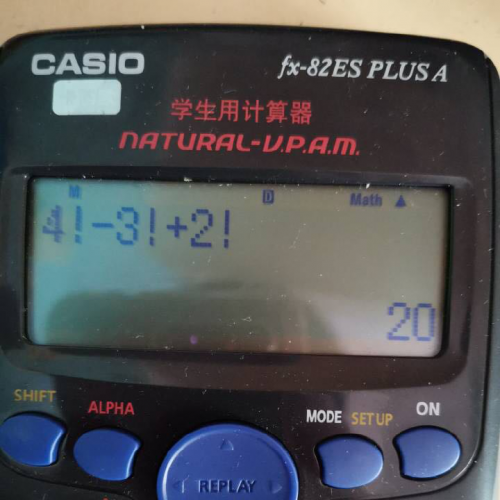 CASIO fx-82ES PLUS A
学生用计算器
NATURAL-V.P.A.M.
M D Math ▲
4!-3!+2!
20
SHIFT ALPHA MODE SETUP ON
REPLAY